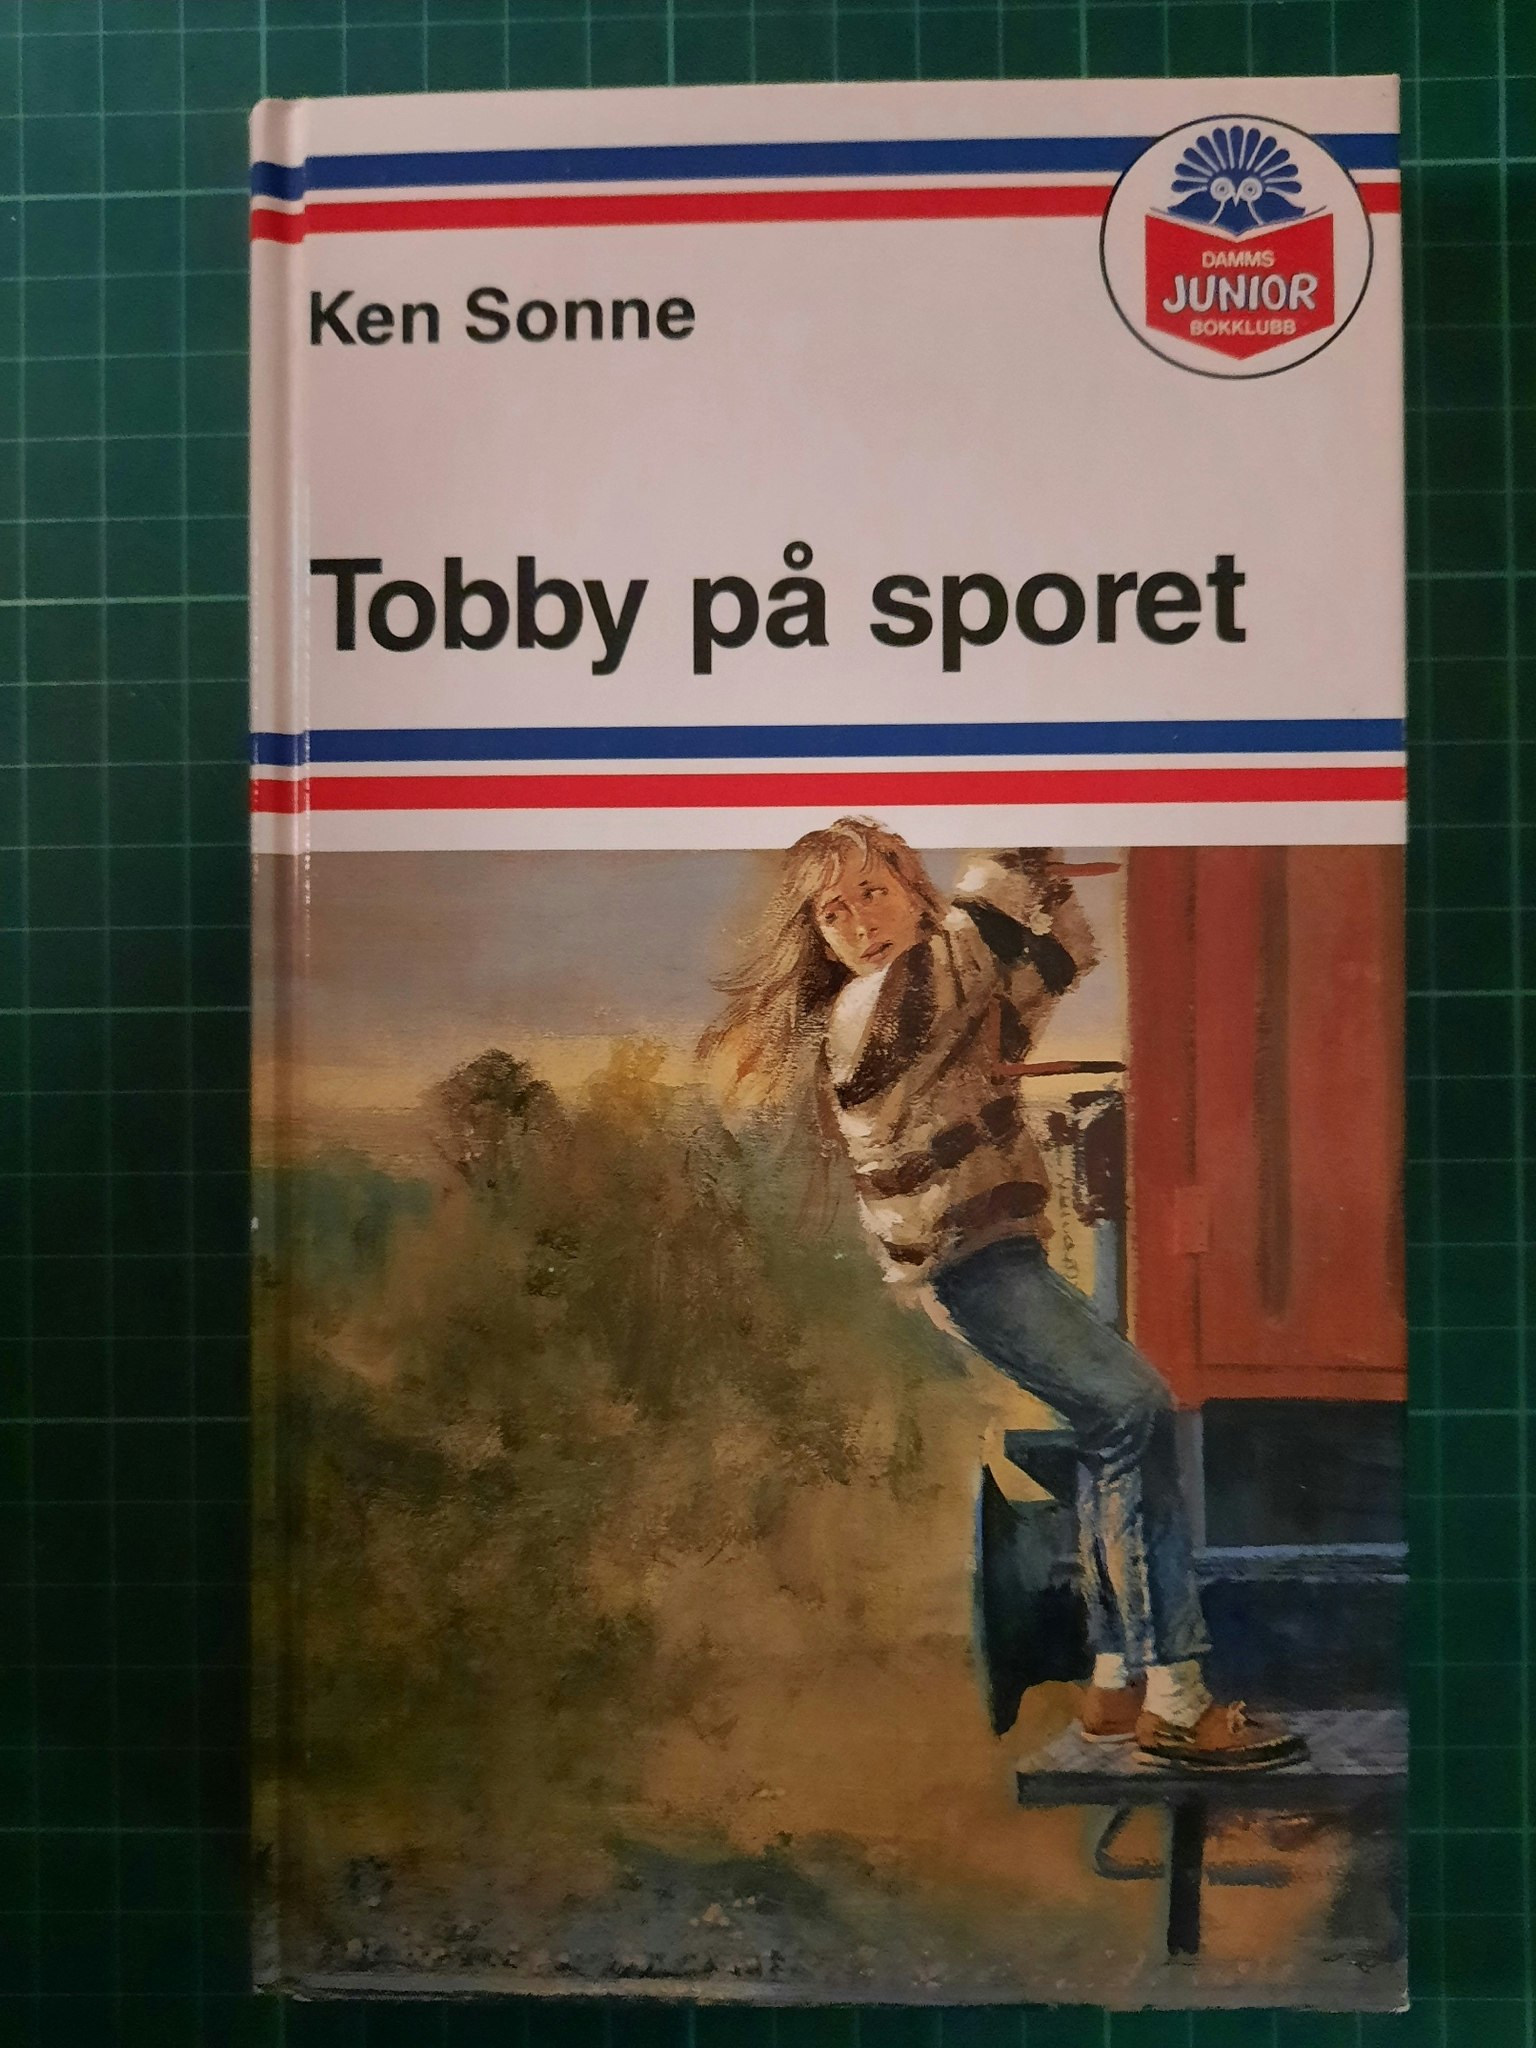 DAMMS
JUNIOR
BOKKLUBB
Ken Sonne
Tobby på sporet